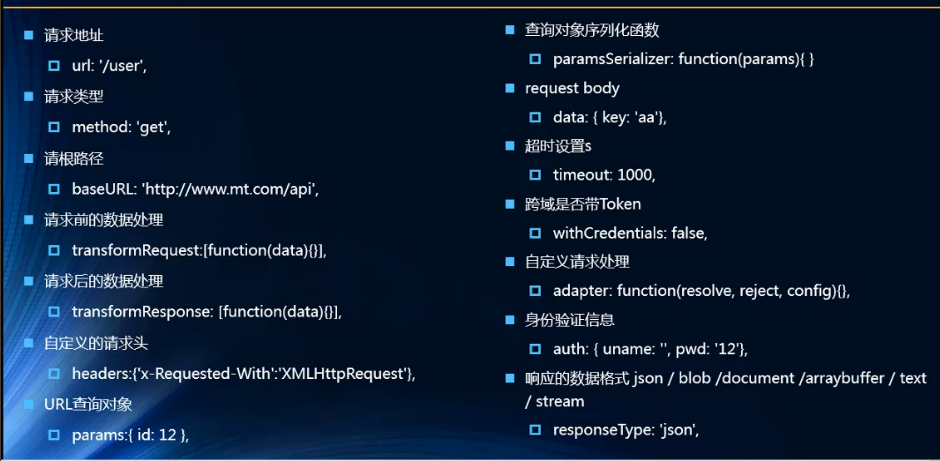 请求地址
url: '/user',
请求类型
method: 'get',
请根路径
baseURL: 'http://www.mt.com/api',
请求前的数据处理
transformRequest:[function(data){}],
请求后的数据处理
transformResponse: [function(data){}],
自定义的请求头
headers:{'x-Requested-With':'XMLHttpRequest'},
URL查询对象
params:{ id: 12 },
查询对象序列化函数
paramsSerializer: function(params){ }
request body
data: { key: 'aa'},
超时设置s
timeout: 1000,
跨域是否带Token
withCredentials: false,
自定义请求处理
adapter: function(resolve, reject, config){},
身份验证信息
auth: { uname: '', pwd: '12'},
响应的数据格式 json / blob /document /arraybuffer / text
/ stream
responseType: 'json',